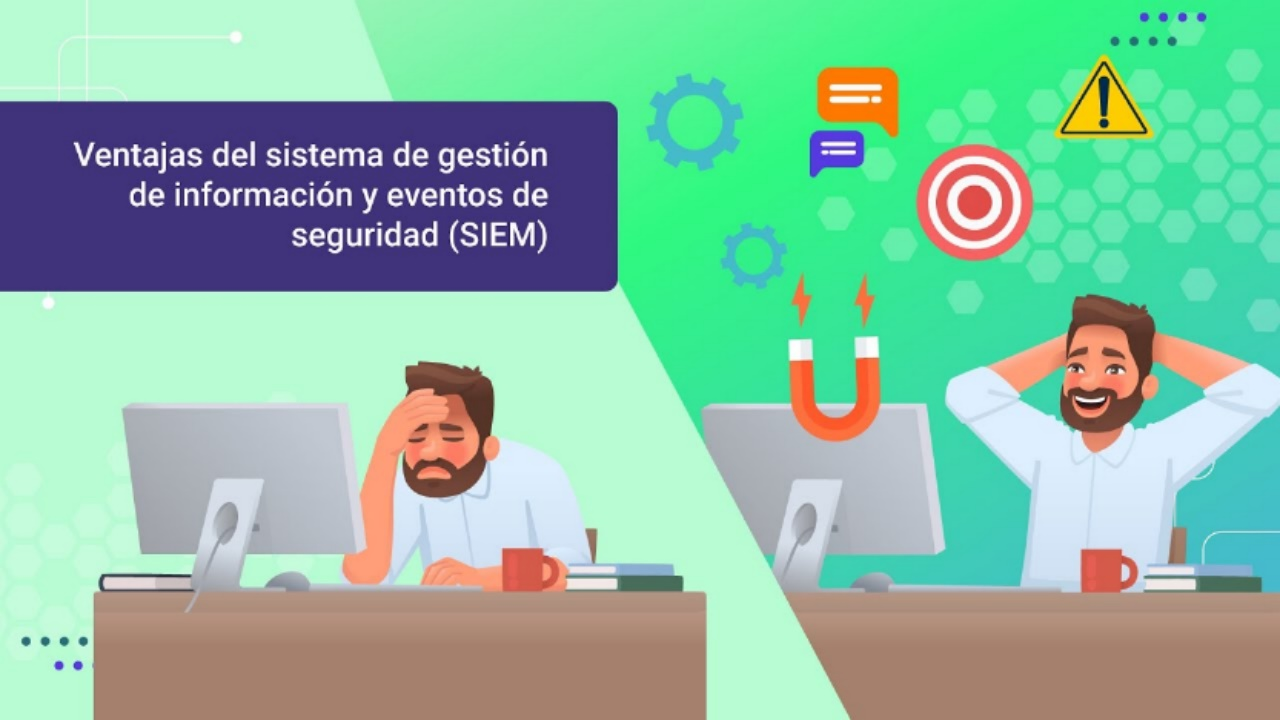 Ventajas del sistema de gestión
de información y eventos de
seguridad (SIEM)